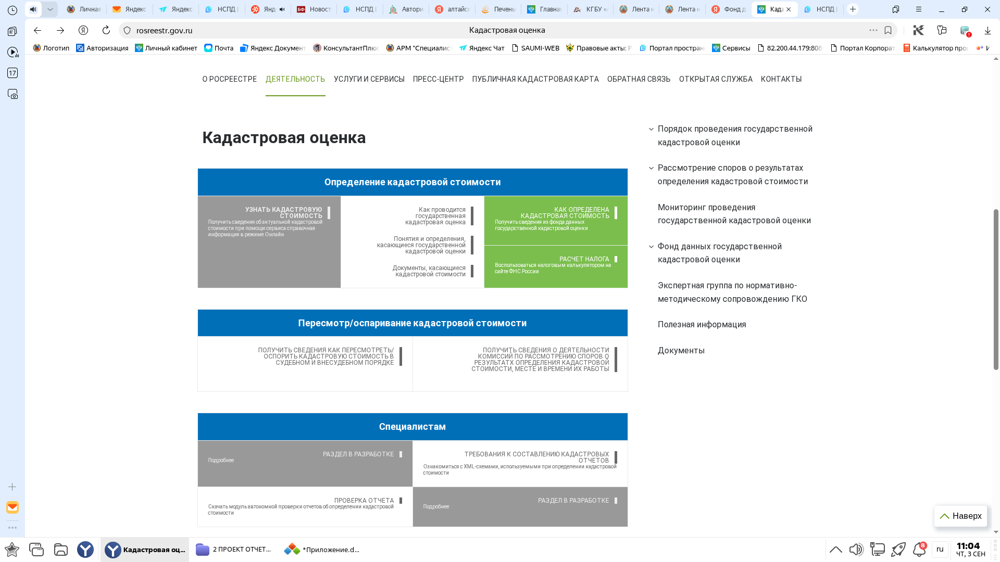 Личная
Яндекс
Яндекс
НСПД
Янд
Новост
НСПД
Автори
алтайск
Печень
Главная
КГБУ «А
Лента н
Лента н
Фонд д
Када
НСПД
rosreestr.gov.ru
Кадастровая оценка
Логотип
Авторизация
Личный кабинет
Почта
Яндекс Документ
КонсультантПлюс
АРМ "Специалист
Яндекс Чат
SAUMI-WEB
Правовые акты: Р
Портал пространс
Сервисы
82.200.44.179:808
Портал Корпорат
Калькулятор проц
И
17
О РОСРЕЕСТРЕ
ДЕЯТЕЛЬНОСТЬ
УСЛУГИ И СЕРВИСЫ
ПРЕСС-ЦЕНТР
ПУБЛИЧНАЯ КАДАСТРОВАЯ КАРТА
ОБРАТНАЯ СВЯЗЬ
ОТКРЫТАЯ СЛУЖБА
КОНТАКТЫ
Кадастровая оценка
Определение кадастровой стоимости
УЗНАТЬ КАДАСТРОВУЮ
СТОИМОСТЬ
Получить сведения об актуальной кадастровой
стоимости при помощи сервиса справочная
информация в режиме Онлайн
Как проводится
государственная
кадастровая оценка
Понятия и определения,
касающиеся государственной
кадастровой оценки
Документы, касающиеся
кадастровой стоимости
КАК ОПРЕДЕЛЕНА
КАДАСТРОВАЯ СТОИМОСТЬ
Получить сведения из фонда данных
государственной кадастровой оценки
РАСЧЕТ НАЛОГА
Воспользоваться налоговым калькулятором на
сайте ФНС России
Пересмотр/оспаривание кадастровой стоимости
ПОЛУЧИТЬ СВЕДЕНИЯ КАК ПЕРЕСМОТРЕТЬ/
ОСПОРИТЬ КАДАСТРОВУЮ СТОИМОСТЬ В
СУДЕБНОМ И ВНЕСУДЕБНОМ ПОРЯДКЕ
ПОЛУЧИТЬ СВЕДЕНИЯ О ДЕЯТЕЛЬНОСТИ
КОМИССИЙ ПО РАССМОТРЕНИЮ СПОРОВ О
РЕЗУЛЬТАТХ ОПРЕДЕЛЕНИЯ КАДАСТРОВОЙ
СТОИМОСТИ, МЕСТЕ И ВРЕМЕНИ ИХ РАБОТЫ
Специалистам
РАЗДЕЛ В РАЗРАБОТКЕ
Подробнее
ТРЕБОВАНИЯ К СОСТАВЛЕНИЮ КАДАСТРОВЫХ
ОТЧЕТОВ
Ознакомиться с XML-схемами, используемыми при определении кадастровой
стоимости
ПРОВЕРКА ОТЧЕТА
Скачать модуль автономной проверки отчетов об определении кадастровой
стоимости
РАЗДЕЛ В РАЗРАБОТКЕ
Подробнее
Порядок проведения государственной
кадастровой оценки
Рассмотрение споров о результатах
определения кадастровой стоимости
Мониторинг проведения
государственной кадастровой оценки
Фонд данных государственной
кадастровой оценки
Экспертная группа по нормативно-
методическому сопровождению ГКО
Полезная информация
Документы
Наверх
Кадастровая оц...
2 ПРОЕКТ ОТЧЕТ...
*Приложение.d...
8
ru
11:04
ЧТ, 3 СЕН